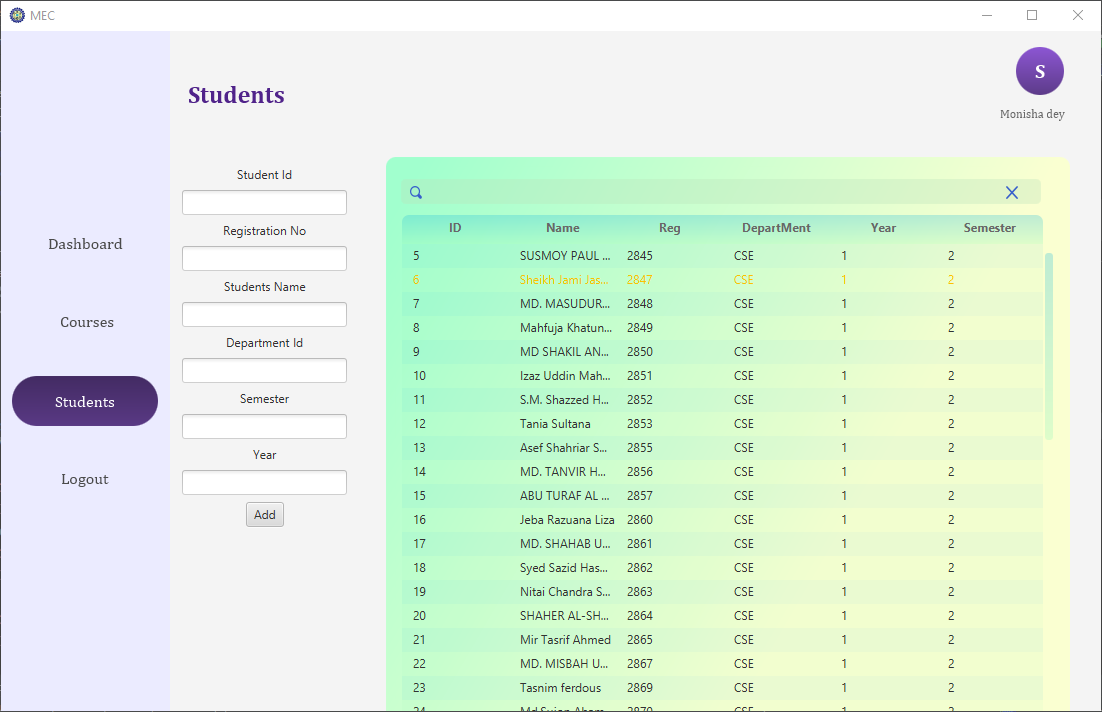 MEC
S
Students
Monisha dey
Dashboard
Courses
Students
Logout
Student Id
Registration No
Students Name
Department Id
Semester
Year
Add
ID Name Reg DepartMent Year Semester
5 SUSMOY PAUL ... 2845 CSE 1 2
6 Sheikh Jami Jas... 2847 CSE 1 2
7 MD. MASUDUR... 2848 CSE 1 2
8 Mahfuja Khatun... 2849 CSE 1 2
9 MD SHAKIL AN... 2850 CSE 1 2
10 Izaz Uddin Mah... 2851 CSE 1 2
11 S.M. Shazzed H... 2852 CSE 1 2
12 Tania Sultana 2853 CSE 1 2
13 Asef Shahriar S... 2855 CSE 1 2
14 MD. TANVIR H... 2856 CSE 1 2
15 ABU TURAF AL ... 2857 CSE 1 2
16 Jeba Razuana Liza 2860 CSE 1 2
17 MD. SHAHAB U... 2861 CSE 1 2
18 Syed Sazid Has... 2862 CSE 1 2
19 Nitai Chandra S... 2863 CSE 1 2
20 SHAHER AL-SH... 2864 CSE 1 2
21 Mir Tasrif Ahmed 2865 CSE 1 2
22 MD. MISBAH U... 2867 CSE 1 2
23 Tasnim ferdous 2869 CSE 1 2
24 2870 CSE 1 2